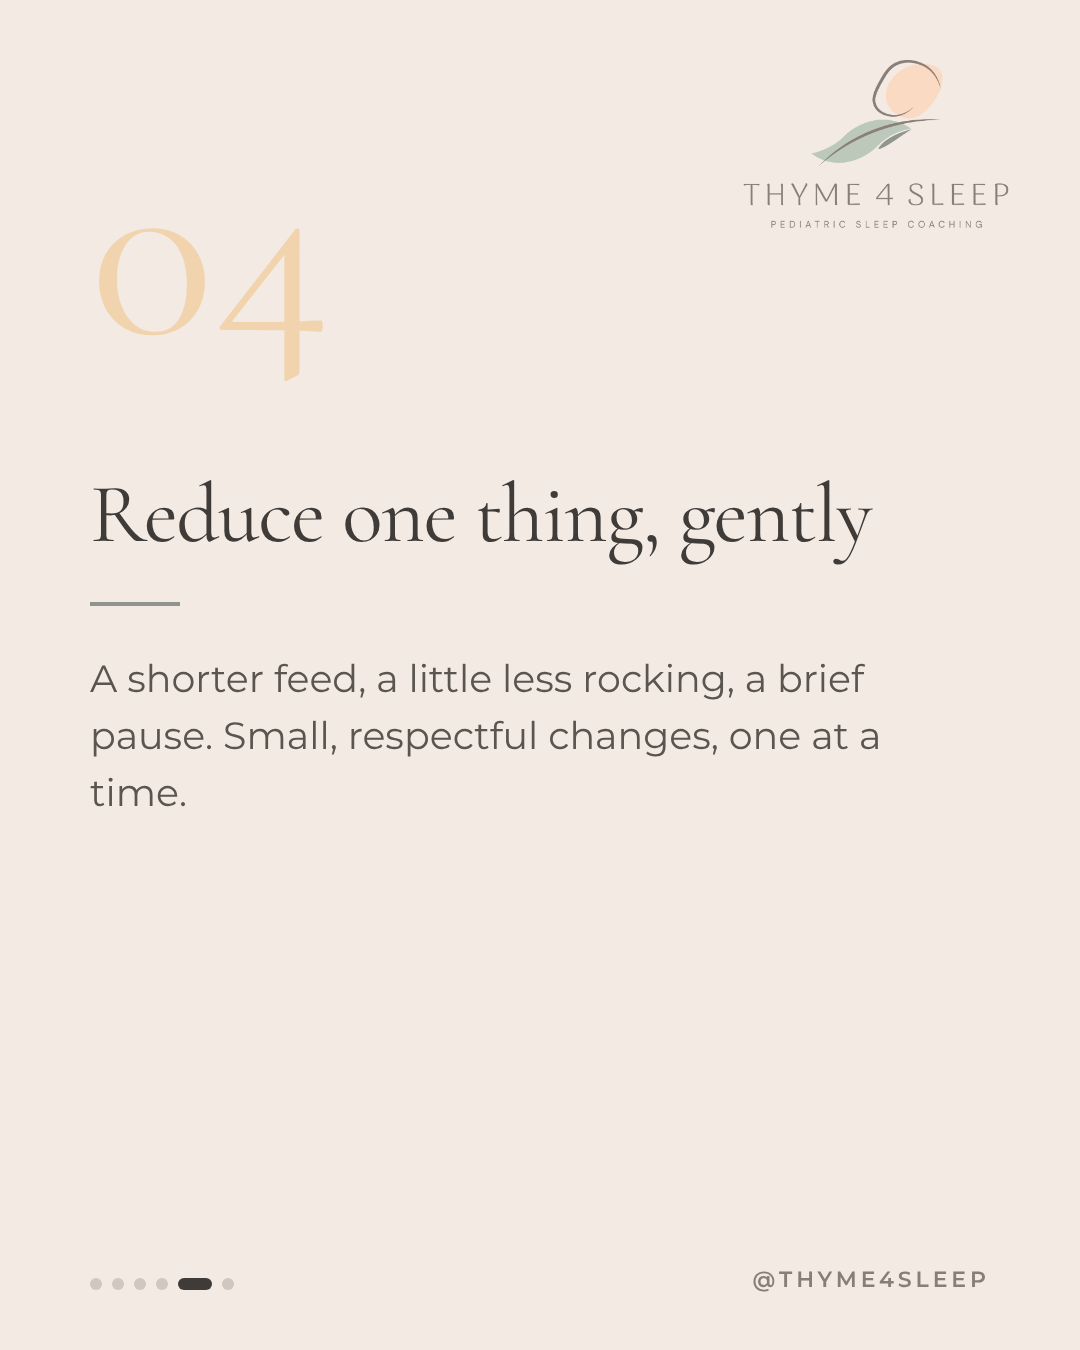 THYME 4 SLEEP
PEDIATRIC SLEEP COACHING
04
Reduce one thing, gently
A shorter feed, a little less rocking, a brief
pause. Small, respectful changes, one at a
time.
@THYME4SLEEP